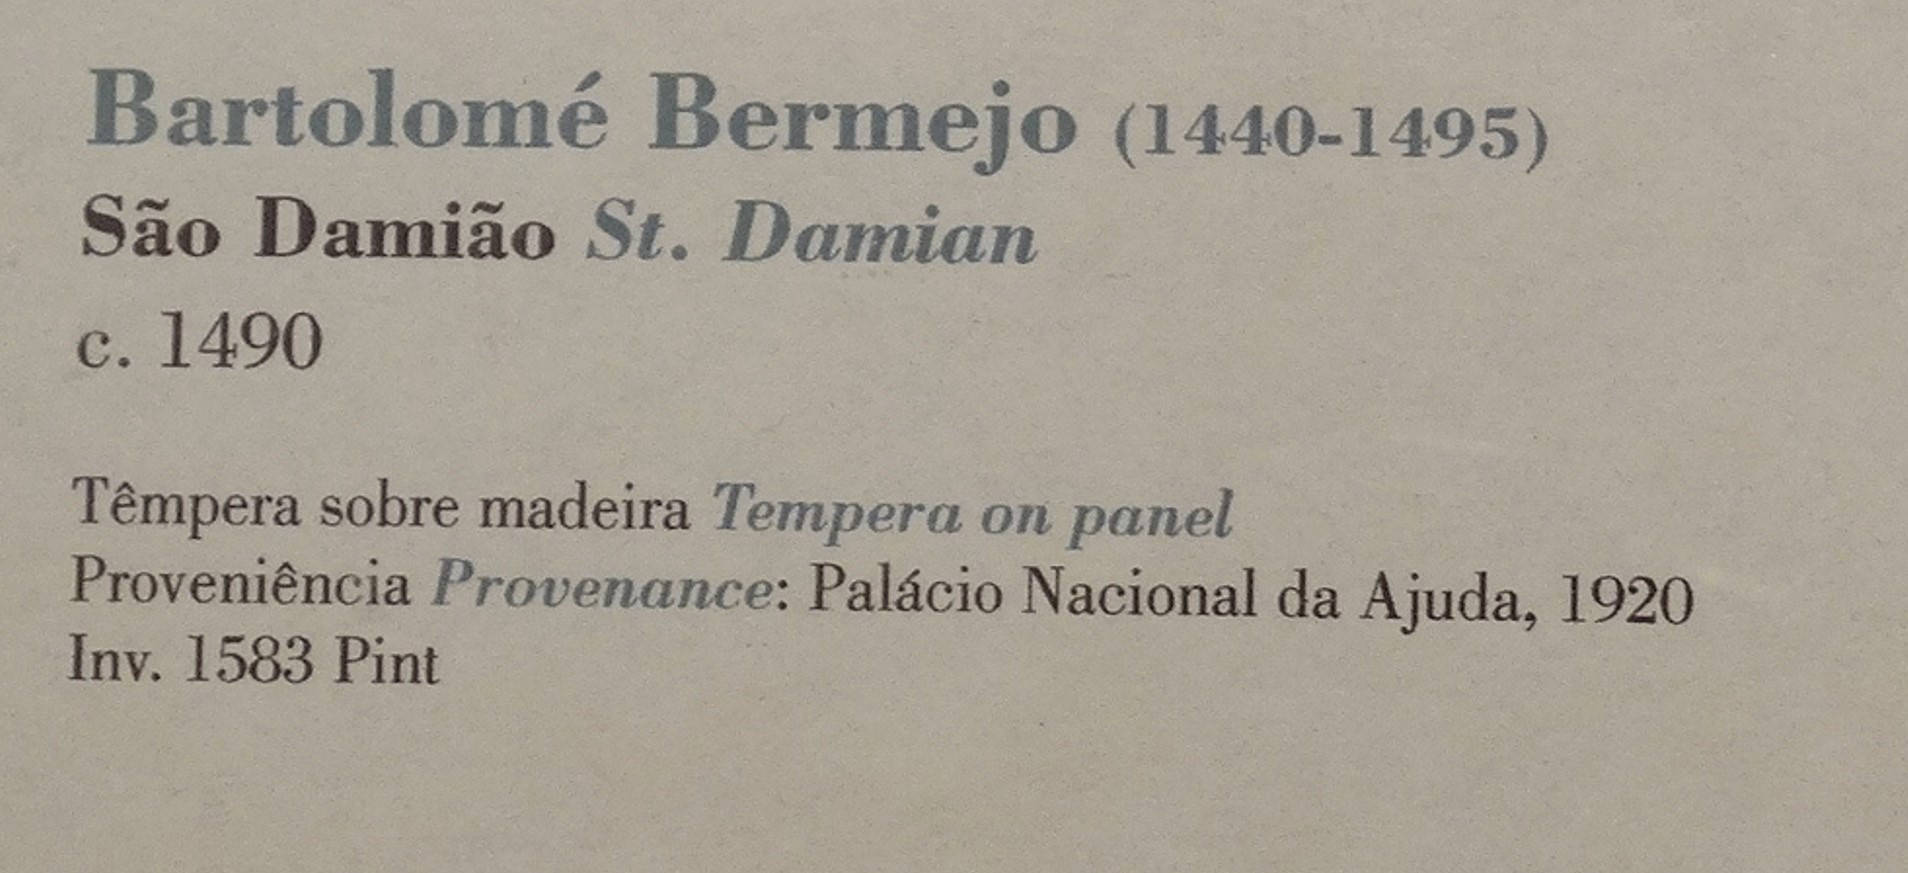 Bartolomé Bermejo (1440-1495)
São Damião St. Damian
c. 1490
Têmpera sobre madeira Tempera on panel
Proveniência Provenance: Palácio Nacional da Ajuda, 1920
Inv. 1583 Pint